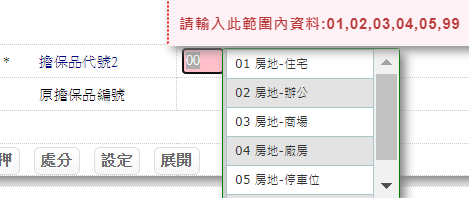 請輸入此範圍內資料:01,02,03,04,05,99
* 擔保品代號2 00
01 房地-住宅
02 房地-辦公
原擔保品編號
03 房地-商場
04 房地-廠房
押 處分 設定 展開
05 房地-停車位